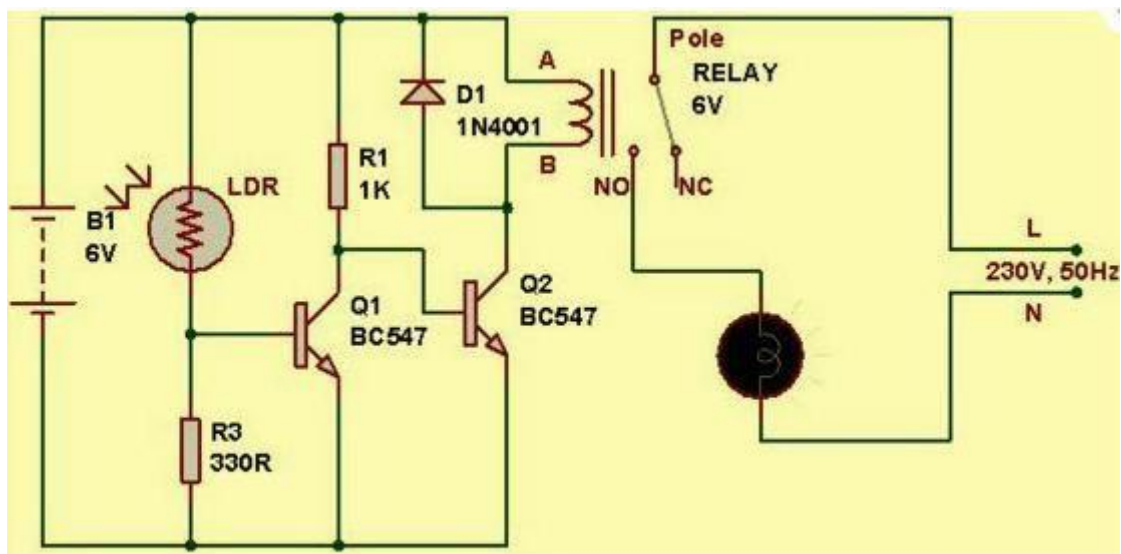 Pole
RELAY
6V
A
D1
1N4001
B
R1
1K
LDR
B1
6V
NO
NC
L
230V, 50Hz
N
Q1
BC547
Q2
BC547
R3
330R